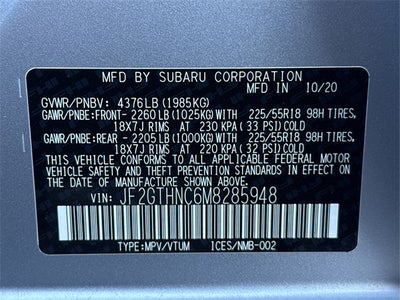 MFD BY SUBARU CORPORATION
MFD IN 10/20
GVWR/PNBV: 4376LB (1985KG)
GAWR/PNBE:FRONT- 2260LB (1025KG)WITH 225/55R18 98H TIRES,
18X7J RIMS AT 230 KPA (33 PSI)COLD
GAWR/PNBE:REAR - 2205LB (1000KG)WITH 225/55R18 98H TIRES,
18X7J RIMS AT 220 KPA (32 PSI)COLD
THIS VEHICLE CONFORMS TO ALL APPLICABLE FEDERAL MOTOR
VEHICLE SAFETY AND THEFT PREVENTION STANDARDS IN EFFECT
ON THE DATE OF MANUFACTURE SHOWN ABOVE.
VIN: JF2GTHNC6M8285948
TYPE:MPV/VTUM ICES/NMB-002